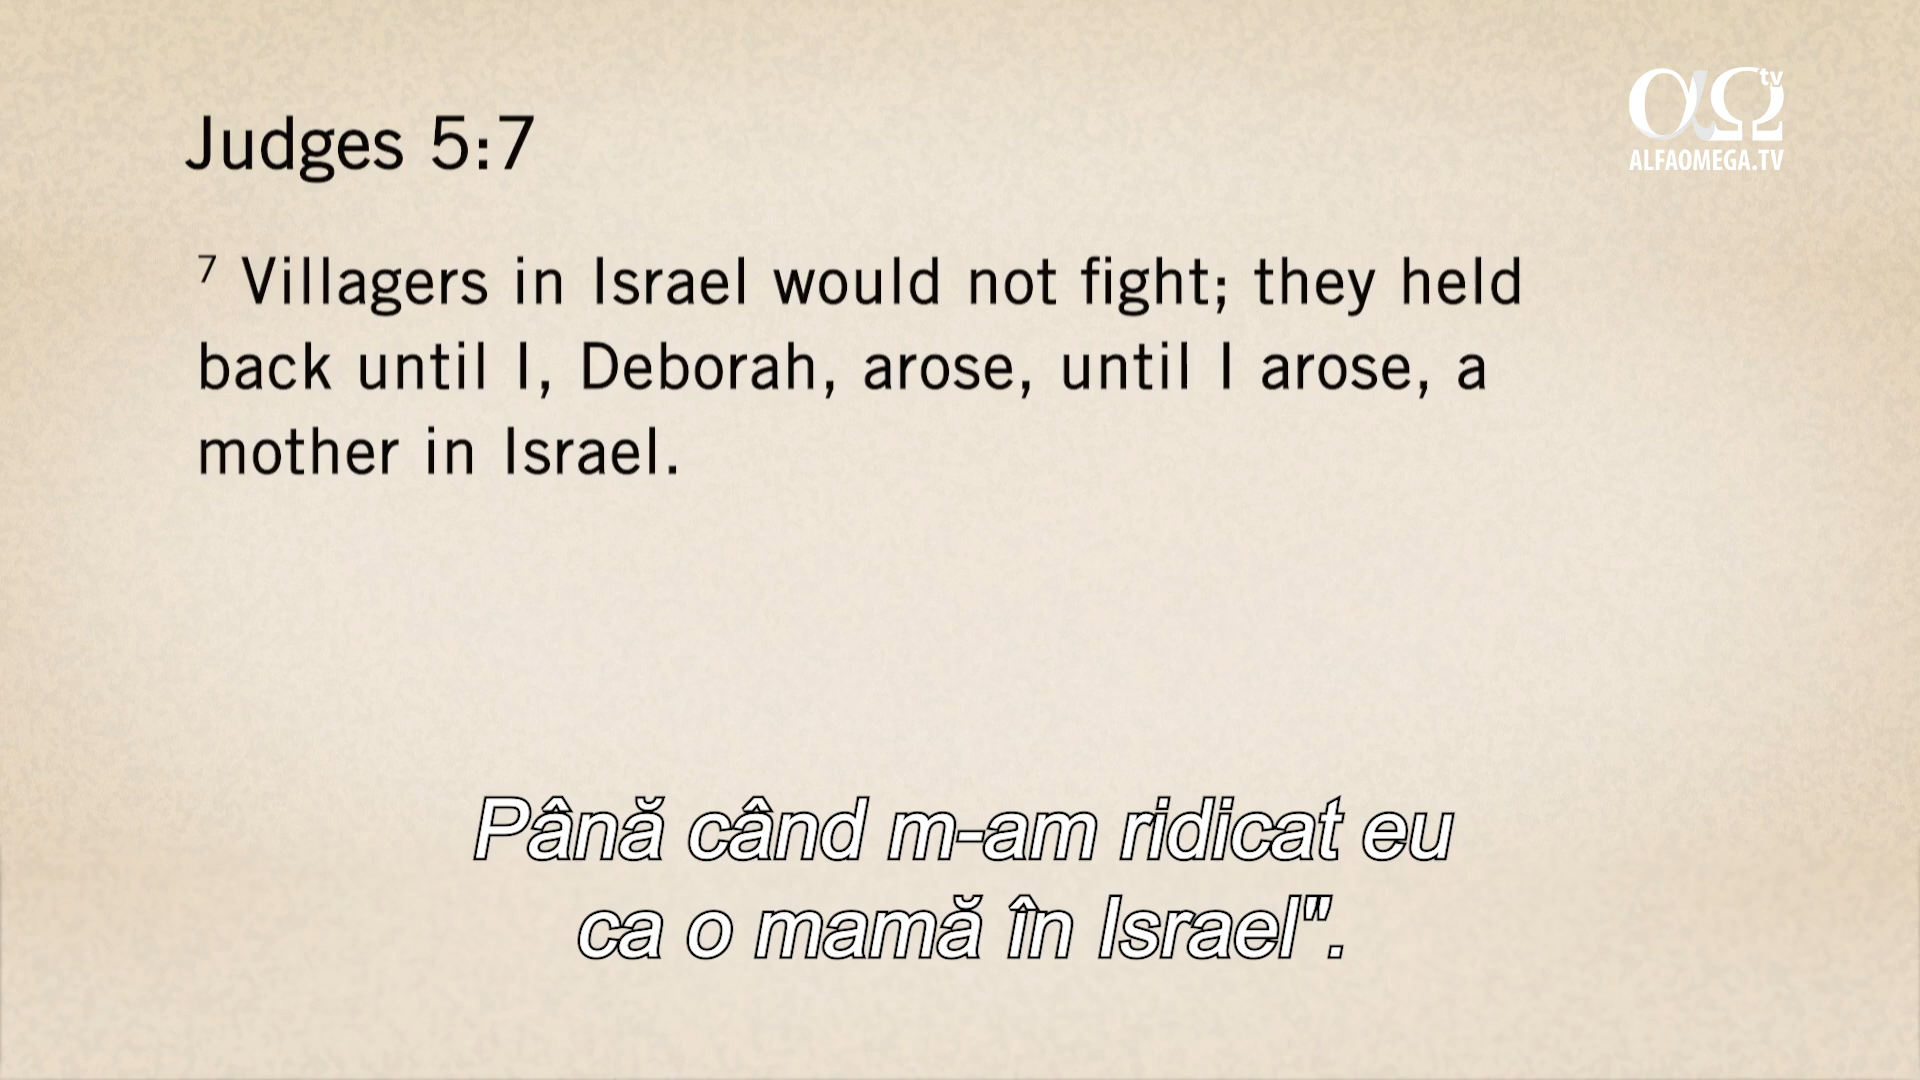 Judges 5:7
αΩ tv
ALFAOMEGA.TV
7 Villagers in Israel would not fight; they held
back until I, Deborah, arose, until I arose, a
mother in Israel.
Până când m-am ridicat eu
ca o mamă în Israel".